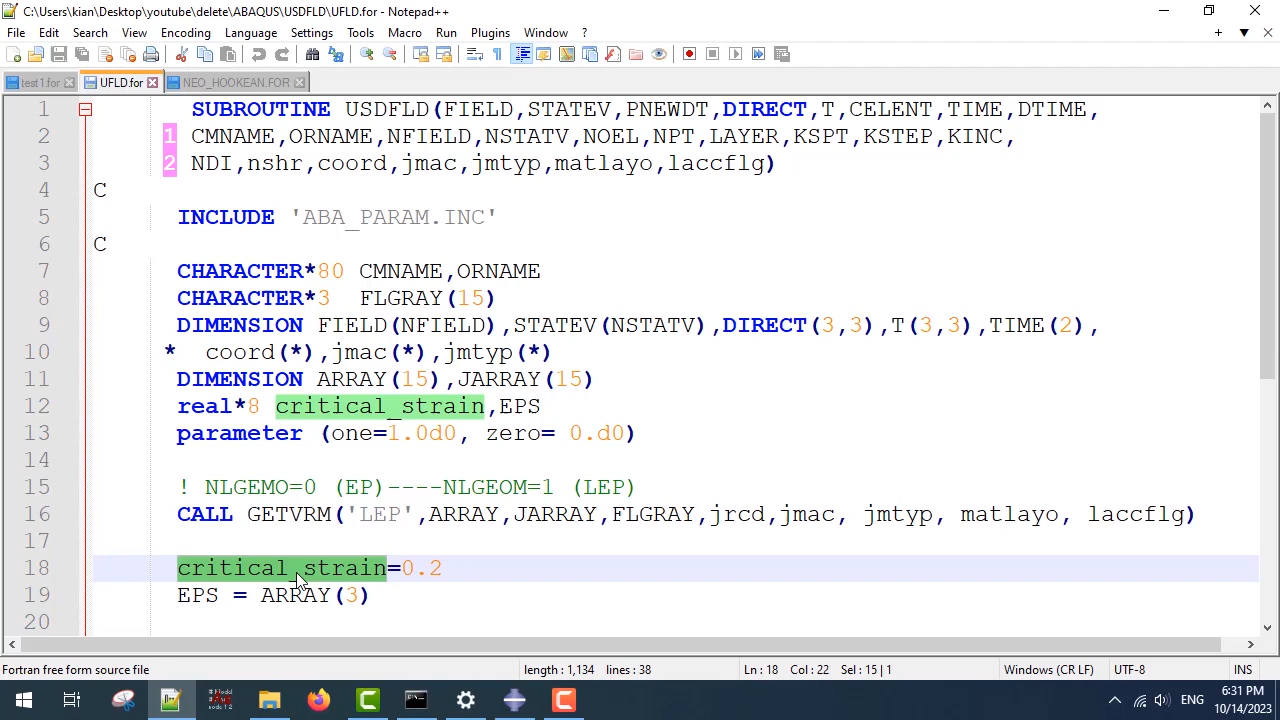 C:\Users\kian\Desktop\youtube\delete\ABAQUS\USDFLD\UFLD.for - Notepad++
File Edit Search View Encoding Language Settings Tools Macro Run Plugins Window ?
test1.for UFLD.for NEO_HOOKEAN.FOR
1 SUBROUTINE USDFLD(FIELD,STATEV,PNEWDT,DIRECT,T,CELENT,TIME,DTIME,
2 1 CMNAME,ORNAME,NFIELD,NSTATV,NOEL,NPT,LAYER,KSPT,KSTEP,KINC,
3 2 NDI,nshr,coord,jmac,jmtyp,matlayo,laccflg)
4 C
5 INCLUDE 'ABA_PARAM.INC'
6 C
7 CHARACTER*80 CMNAME,ORNAME
8 CHARACTER*3  FLGRAY(15)
9 DIMENSION FIELD(NFIELD),STATEV(NSTATV),DIRECT(3,3),T(3,3),TIME(2),
10 *  coord(*),jmac(*),jmtyp(*)
11 DIMENSION ARRAY(15),JARRAY(15)
12 real*8 critical_strain,EPS
13 parameter (one=1.0d0, zero= 0.d0)
14
15 ! NLGEMO=0 (EP)----NLGEOM=1 (LEP)
16 CALL GETVRM('LEP',ARRAY,JARRAY,FLGRAY,jrcd,jmac, jmtyp, matlayo, laccflg)
17
18 critical_strain=0.2
19 EPS = ARRAY(3)
20
Fortran free form source file length : 1,134 lines : 38 Ln : 18 Col : 22 Sel : 15 | 1 Windows (CR LF) UTF-8 INS
ENG 6:31 PM
10/14/2023